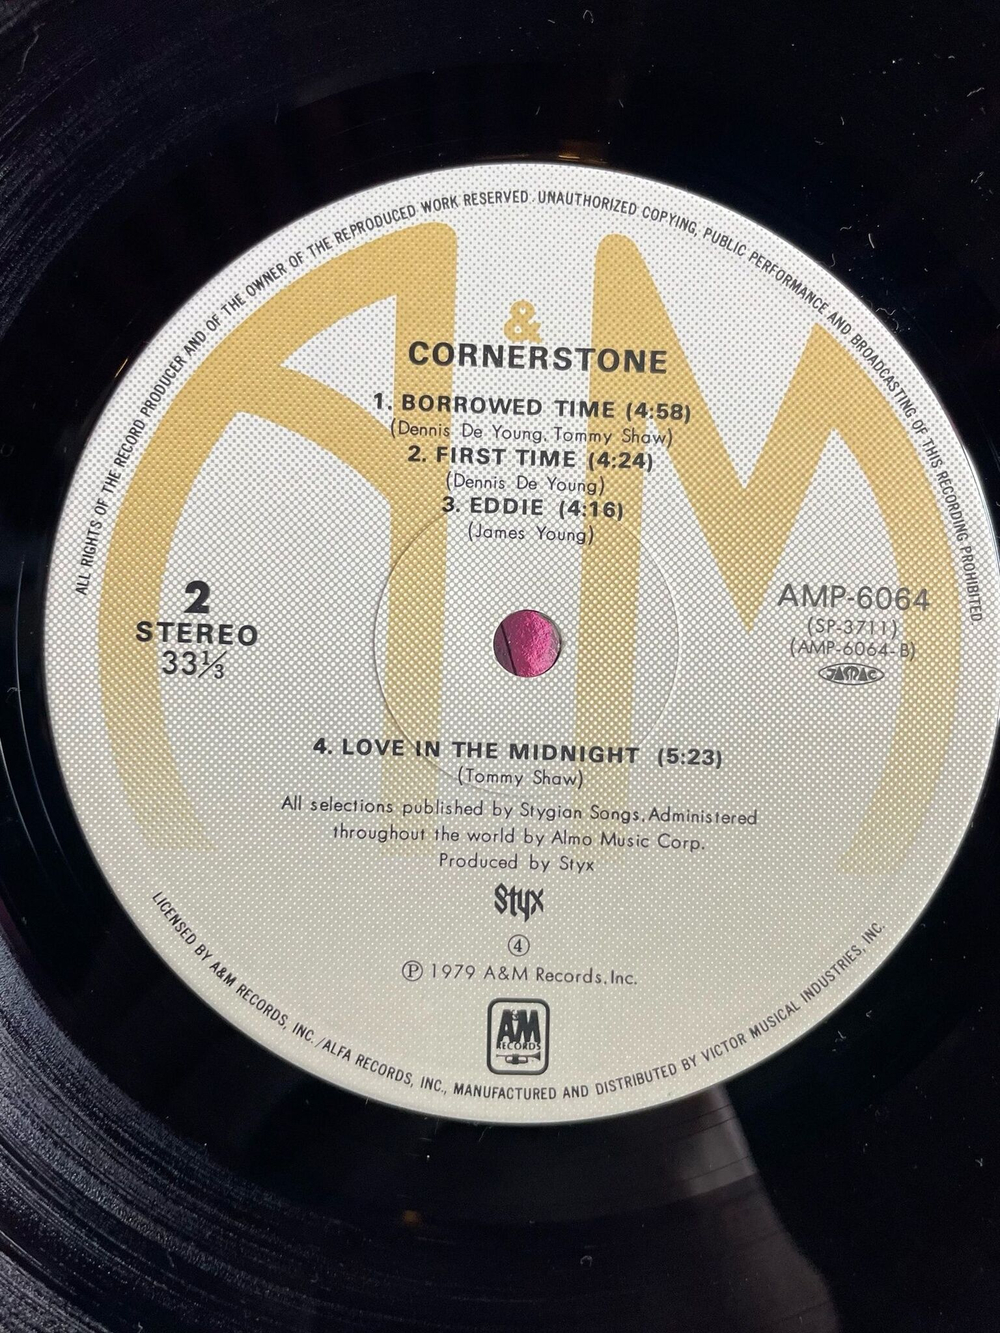 ALL RIGHTS OF THE RECORD PRODUCER AND OF THE OWNER OF THE REPRODUCED WORK RESERVED. UNAUTHORIZED COPYING, PUBLIC PERFORMANCE AND BROADCASTING OF THIS RECORDING PROHIBITED
A & M
CORNERSTONE
1. BORROWED TIME (4:58)
(Dennis De Young, Tommy Shaw)
2. FIRST TIME (4:24)
(Dennis De Young)
3. EDDIE (4:16)
(James Young)
2
STEREO
33⅓
AMP-6064
(SP-3711)
(AMP-6064-B)
JASRAC
4. LOVE IN THE MIDNIGHT (5:23)
(Tommy Shaw)
All selections published by Stygian Songs. Administered
throughout the world by Almo Music Corp.
Produced by Styx
Styx
④
Ⓟ 1979 A&M Records, Inc.
A&M
RECORDS
LICENSED BY A&M RECORDS, INC./ALFA RECORDS, INC., MANUFACTURED AND DISTRIBUTED BY VICTOR MUSICAL INDUSTRIES, INC.